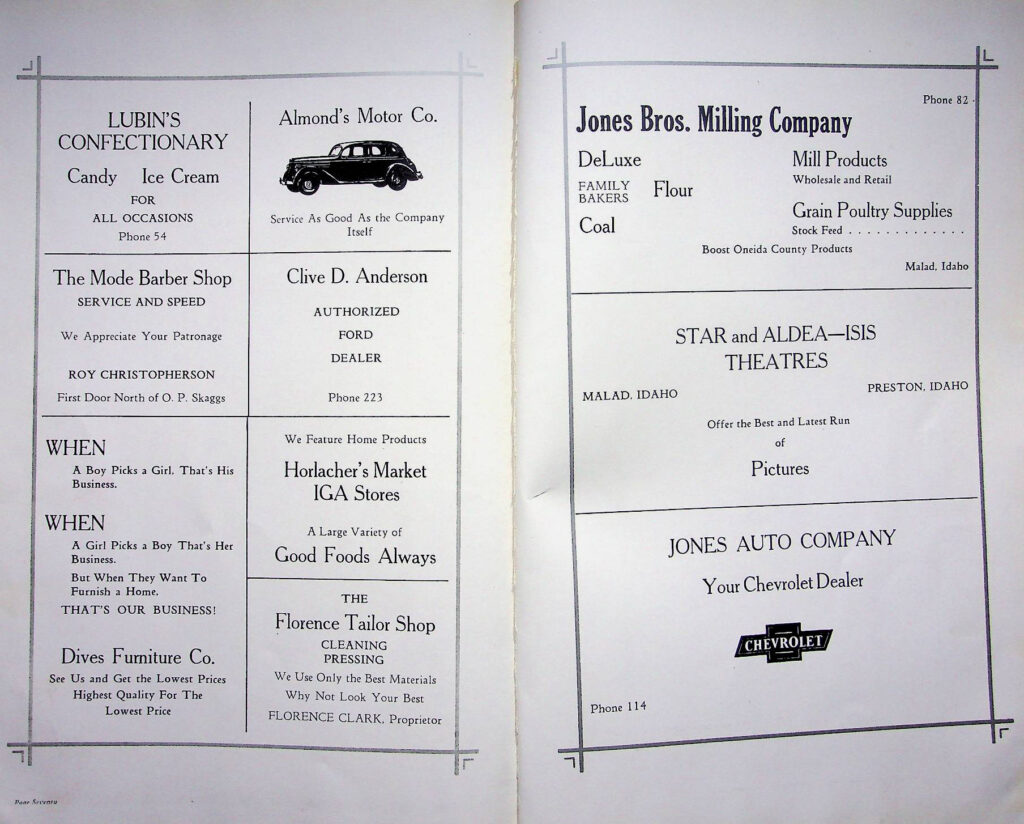 LUBIN'S
CONFECTIONARY
Candy Ice Cream
FOR
ALL OCCASIONS
Phone 54
Almond's Motor Co.
Service As Good As the Company
Itself
The Mode Barber Shop
SERVICE AND SPEED
We Appreciate Your Patronage
ROY CHRISTOPHERSON
First Door North of O. P. Skaggs
Clive D. Anderson
AUTHORIZED
FORD
DEALER
Phone 223
WHEN
A Boy Picks a Girl, That's His
Business.
WHEN
A Girl Picks a Boy That's Her
Business.
But When They Want To
Furnish a Home.
THAT'S OUR BUSINESS!
Dives Furniture Co.
See Us and Get the Lowest Prices
Highest Quality For The
Lowest Price
We Feature Home Products
Horlacher's Market
IGA Stores
A Large Variety of
Good Foods Always
THE
Florence Tailor Shop
CLEANING
PRESSING
We Use Only the Best Materials
Why Not Look Your Best
FLORENCE CLARK, Proprietor
Page Seventy
Phone 82
Jones Bros. Milling Company
DeLuxe
FAMILY
BAKERS
Flour
Coal
Mill Products
Wholesale and Retail
Grain Poultry Supplies
Stock Feed . . . . . . . . . . . . .
Boost Oneida County Products
Malad, Idaho
STAR and ALDEA—ISIS
THEATRES
MALAD, IDAHO
PRESTON, IDAHO
Offer the Best and Latest Run
of
Pictures
JONES AUTO COMPANY
Your Chevrolet Dealer
CHEVROLET
Phone 114